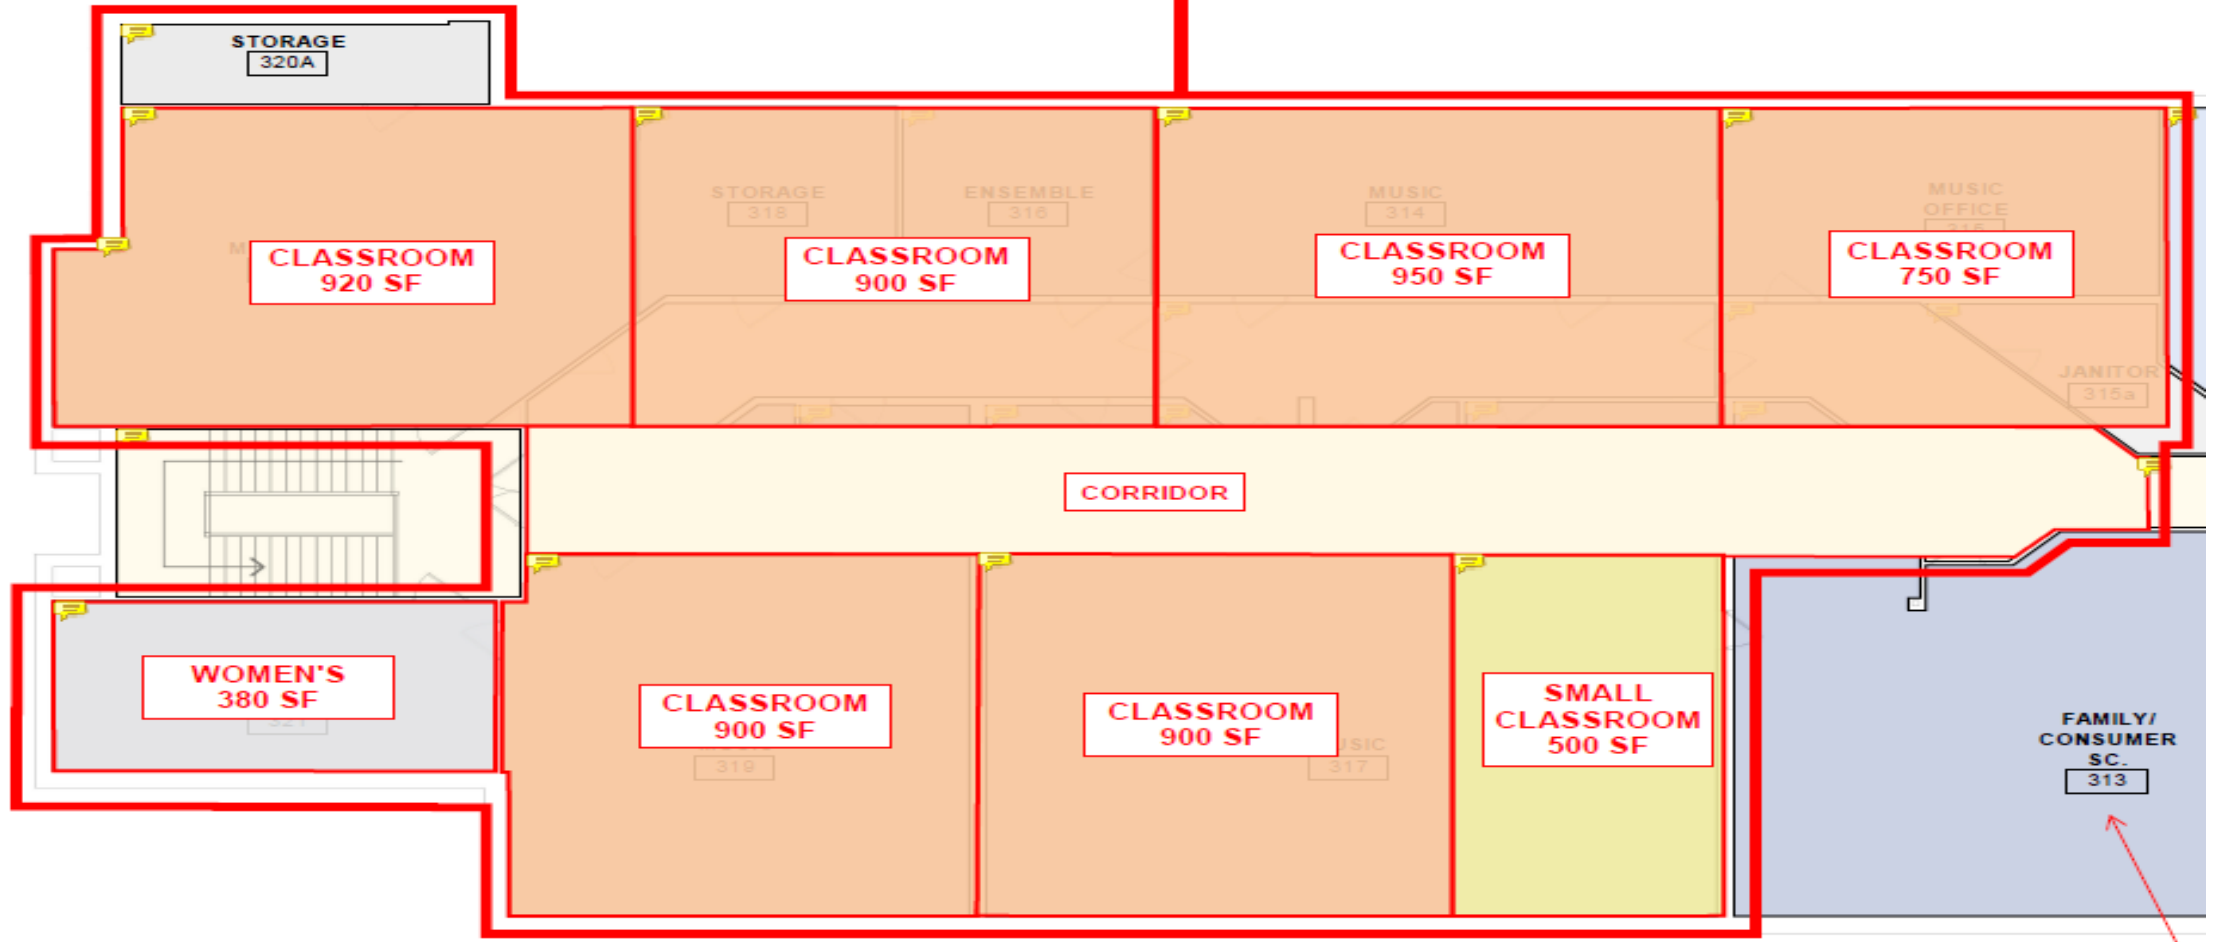 STORAGE
320A
STORAGE
318
ENSEMBLE
316
MUSIC
314
MUSIC
OFFICE
315
CLASSROOM
920 SF
CLASSROOM
900 SF
CLASSROOM
950 SF
CLASSROOM
750 SF
JANITOR
315a
CORRIDOR
WOMEN'S
380 SF
321
CLASSROOM
900 SF
319
CLASSROOM
900 SF
317
SMALL
CLASSROOM
500 SF
FAMILY/
CONSUMER
SC.
313